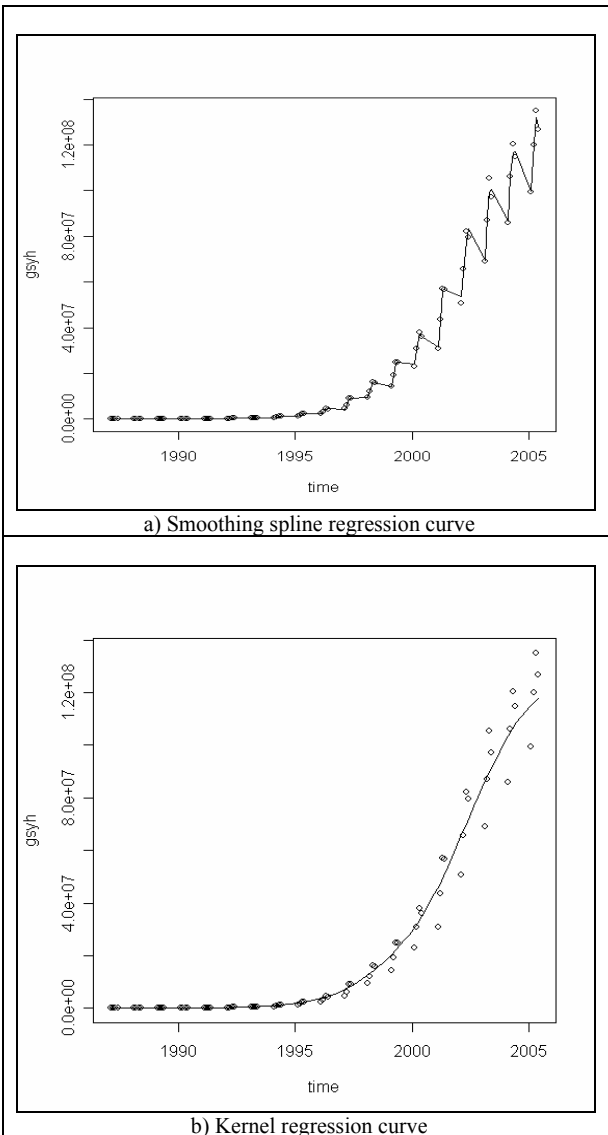 1.2e+08
8.0e+07
4.0e+07
0.0e+00
gsyh
1990 1995 2000 2005
time
a) Smoothing spline regression curve
1.2e+08
8.0e+07
4.0e+07
0.0e+00
gsyh
1990 1995 2000 2005
time
b) Kernel regression curve